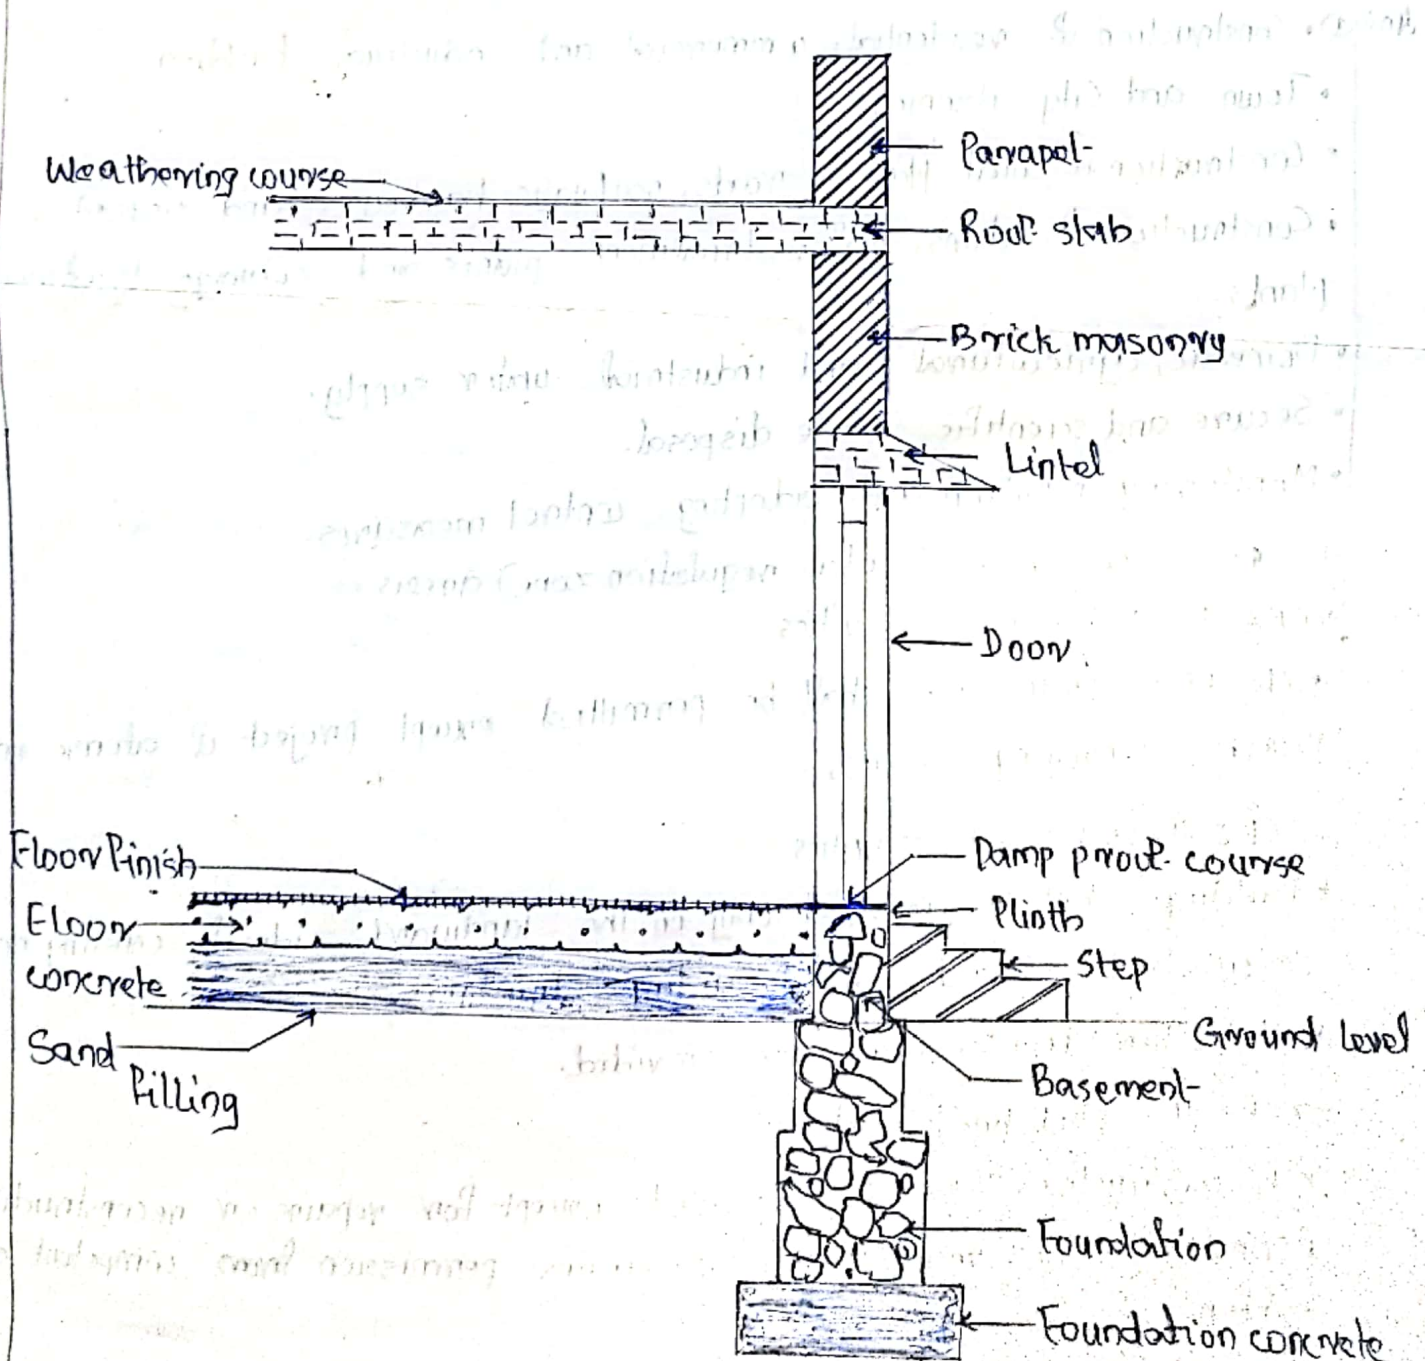 Parapet
Weathering course
Roof slab
Brick masonry
Lintel
Door
Floor Finish
Damp proof course
Floor
Plinth
Step
concrete
Ground level
Sand
Filling
Basement
Foundation
Foundation concrete